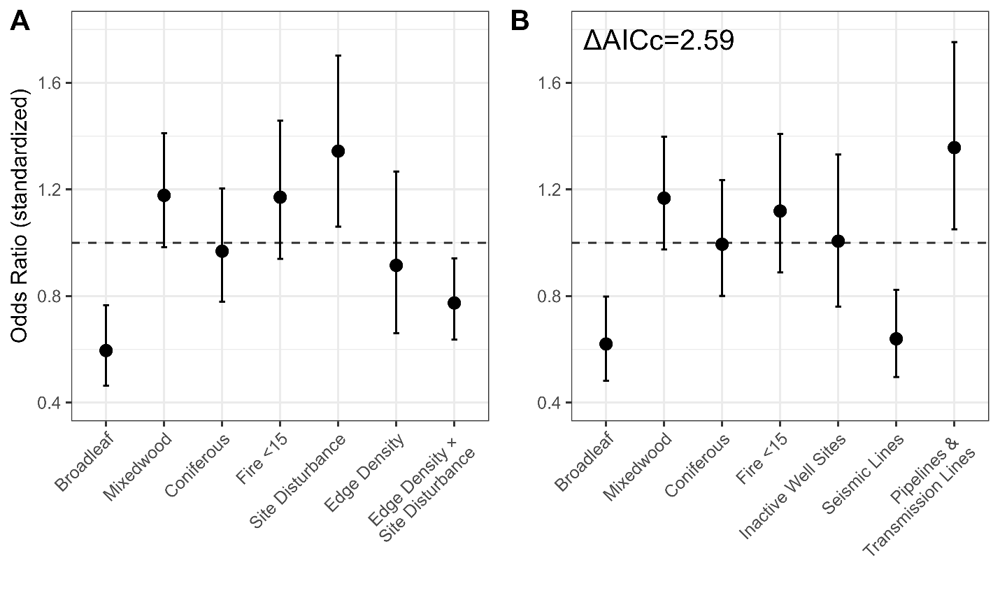 A
Odds Ratio (standardized)
1.6
1.2
0.8
0.4
Broadleaf
Mixedwood
Coniferous
Fire <15
Site Disturbance
Edge Density
Edge Density ×
Site Disturbance
B
ΔAICc=2.59
1.6
1.2
0.8
0.4
Broadleaf
Mixedwood
Coniferous
Fire <15
Inactive Well Sites
Seismic Lines
Pipelines &
Transmission Lines